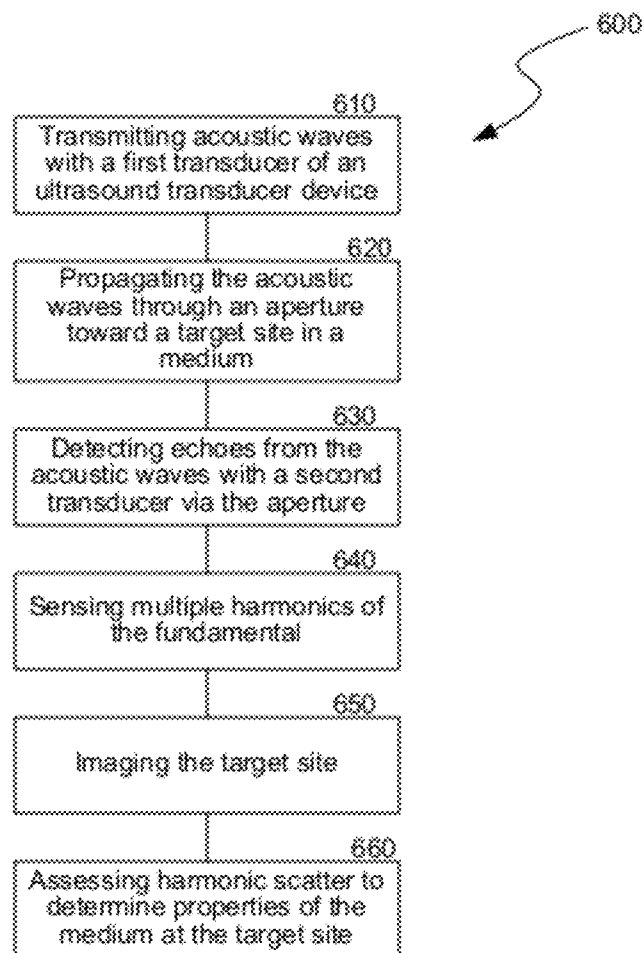 600
610
Transmitting acoustic waves
with a first transducer of an
ultrasound transducer device
620
Propagating the acoustic
waves through an aperture
toward a target site in a
medium
630
Detecting echoes from the
acoustic waves with a second
transducer via the aperture
640
Sensing multiple harmonics of
the fundamental
650
Imaging the target site
660
Assessing harmonic scatter to
determine properties of the
medium at the target site